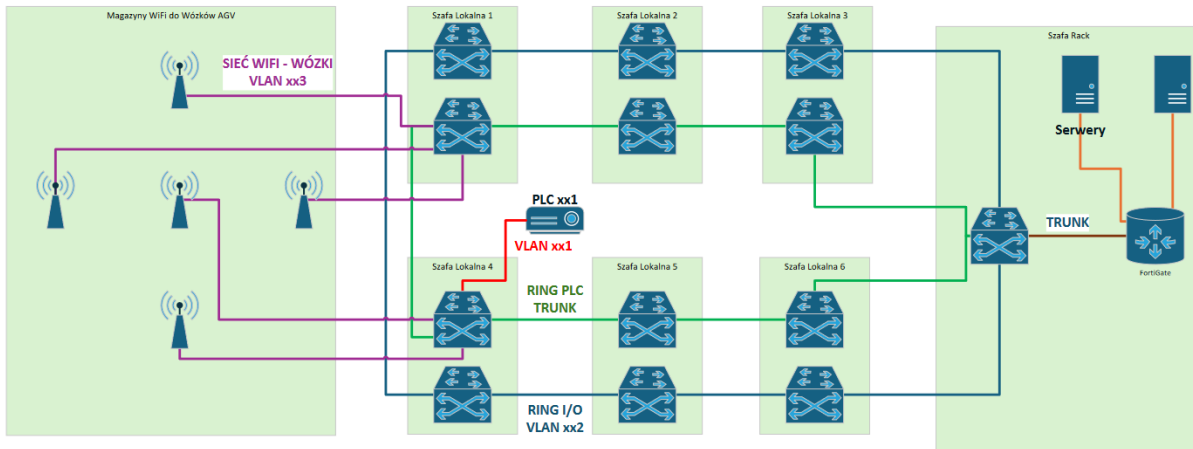 Magazyny WiFi do Wózków AGV
Szafa Lokalna 1
Szafa Lokalna 2
Szafa Lokalna 3
Szafa Rack
SIEĆ WIFI - WÓZKI
VLAN xx3
Serwery
PLC xx1
VLAN xx1
TRUNK
FortiGate
Szafa Lokalna 4
Szafa Lokalna 5
Szafa Lokalna 6
RING PLC
TRUNK
RING I/O
VLAN xx2